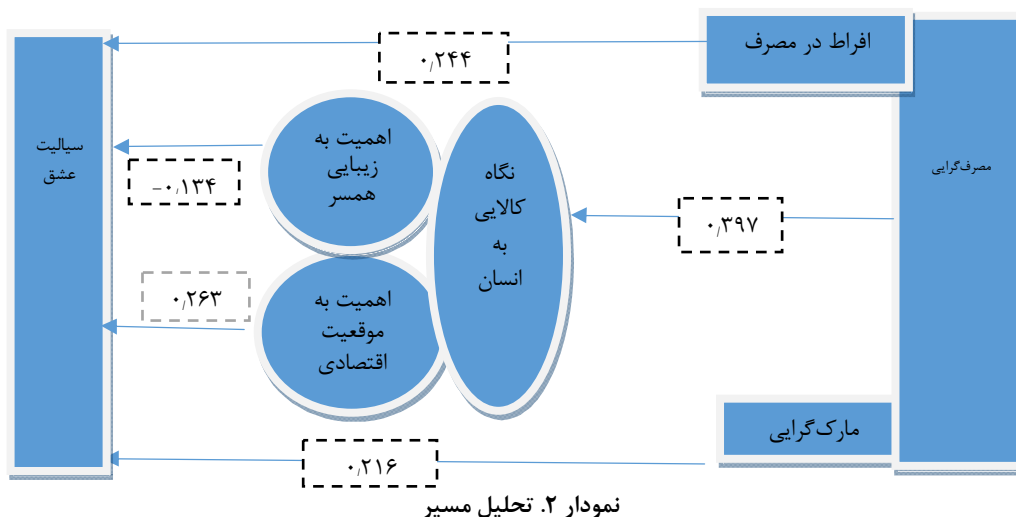 افراط در مصرف
۰٫۲۴۴
مصرف‌گرایی
سیالیت
عشق
اهمیت به
زیبایی
همسر
-۰٫۱۳۴
نگاه
کالایی
به
انسان
۰٫۳۹۷
۰٫۲۶۳
اهمیت به
موقعیت
اقتصادی
مارک‌گرایی
۰٫۲۱۶
نمودار ۲. تحلیل مسیر